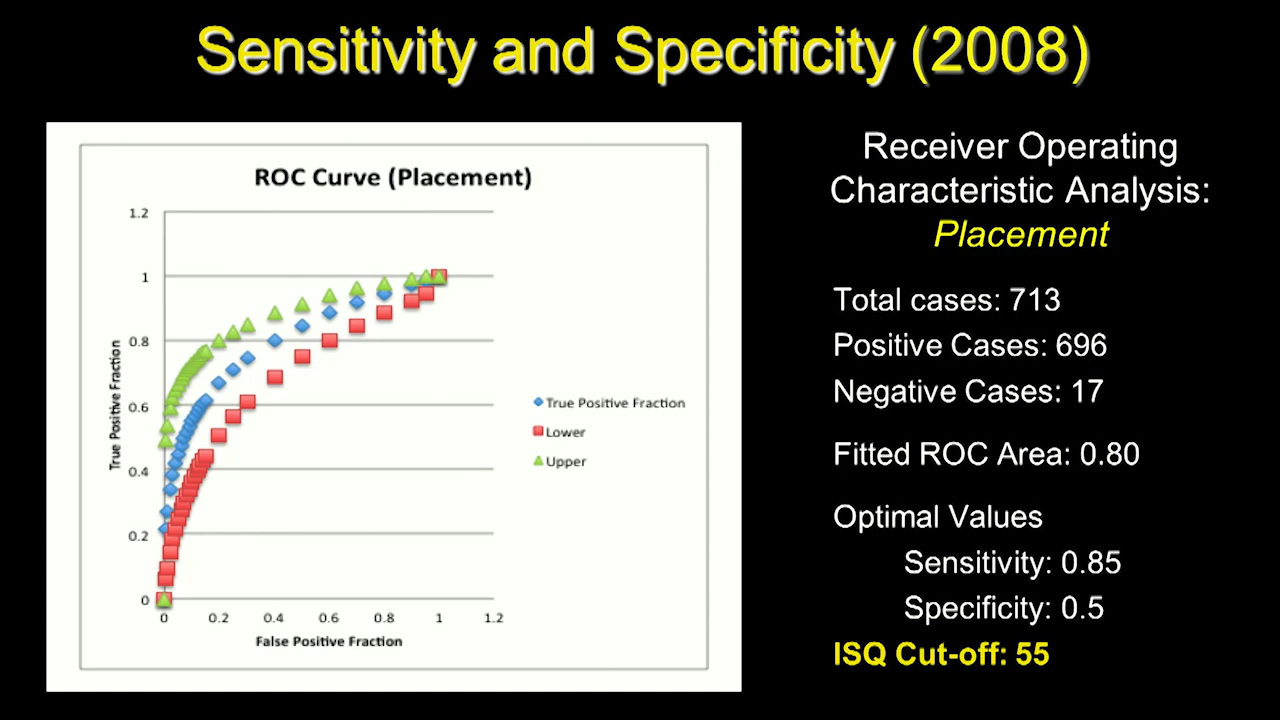 Sensitivity and Specificity (2008)
ROC Curve (Placement)
1.2
1
0.8
0.6
0.4
0.2
0
0 0.2 0.4 0.6 0.8 1 1.2
True Positive Fraction
False Positive Fraction
True Positive Fraction
Lower
Upper
Receiver Operating
Characteristic Analysis:
Placement
Total cases: 713
Positive Cases: 696
Negative Cases: 17
Fitted ROC Area: 0.80
Optimal Values
Sensitivity: 0.85
Specificity: 0.5
ISQ Cut-off: 55